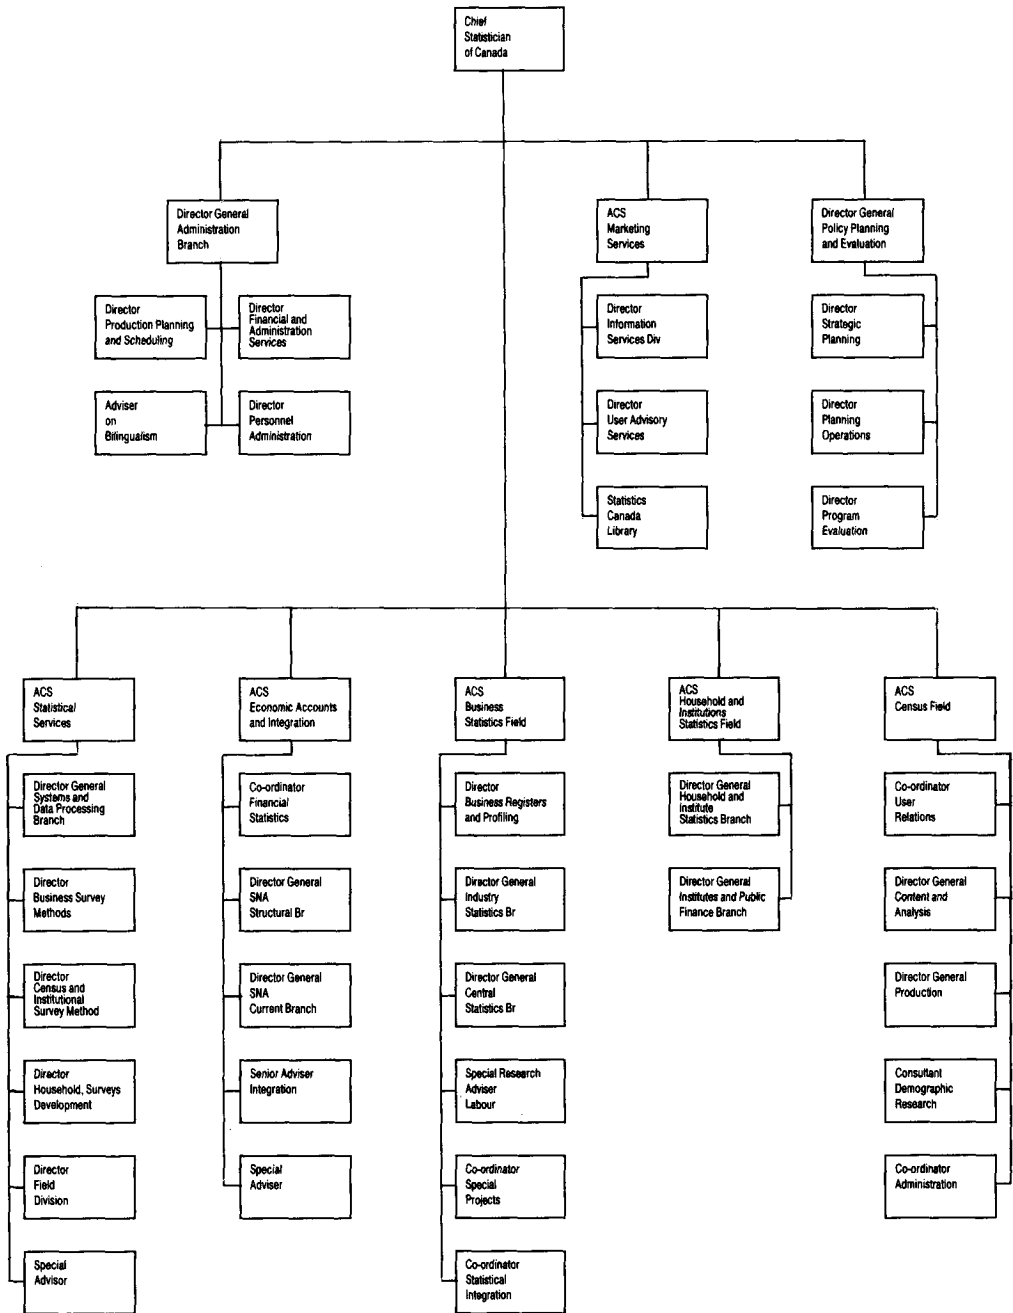 Chief
Statistician
of Canada
Director General
Administration
Branch
ACS
Marketing
Services
Director General
Policy Planning
and Evaluation
Director
Production Planning
and Scheduling
Director
Financial and
Administration
Services
Director
Information
Services Div
Director
Strategic
Planning
Adviser
on
Bilingualism
Director
Personnel
Administration
Director
User Advisory
Services
Director
Planning
Operations
Statistics
Canada
Library
Director
Program
Evaluation
ACS
Statistical
Services
ACS
Economic Accounts
and Integration
ACS
Business
Statistics Field
ACS
Household and
Institutions
Statistics Field
ACS
Census Field
Director General
Systems and
Data Processing
Branch
Co-ordinator
Financial
Statistics
Director
Business Registers
and Profiling
Director General
Household and
Institute
Statistics Branch
Co-ordinator
User
Relations
Director
Business Survey
Methods
Director General
SNA
Structural Br
Director General
Industry
Statistics Br
Director General
Institutes and Public
Finance Branch
Director General
Content and
Analysis
Director
Census and
Institutional
Survey Method
Director General
SNA
Current Branch
Director General
Central
Statistics Br
Director General
Production
Director
Household, Surveys
Development
Senior Adviser
Integration
Special Research
Adviser
Labour
Consultant
Demographic
Research
Director
Field
Division
Special
Adviser
Co-ordinator
Special
Projects
Co-ordinator
Administration
Special
Advisor
Co-ordinator
Statistical
Integration